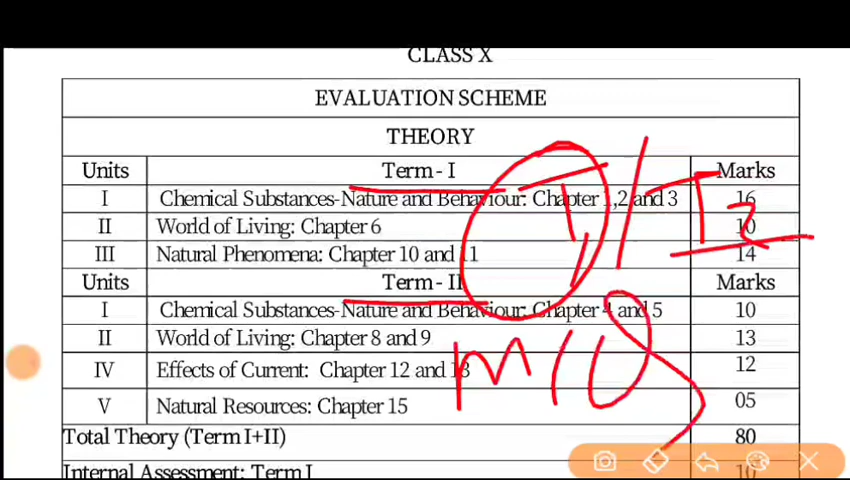 CLASS X
EVALUATION SCHEME
THEORY
Units Term - I Marks
I Chemical Substances-Nature and Behaviour: Chapter 1,2 and 3 16
II World of Living: Chapter 6 10
III Natural Phenomena: Chapter 10 and 11 14
Units Term - II Marks
I Chemical Substances-Nature and Behaviour: Chapter 4 and 5 10
II World of Living: Chapter 8 and 9 13
IV Effects of Current: Chapter 12 and 13 12
V Natural Resources: Chapter 15 05
Total Theory (Term I+II) 80
Internal Assessment: Term I 10